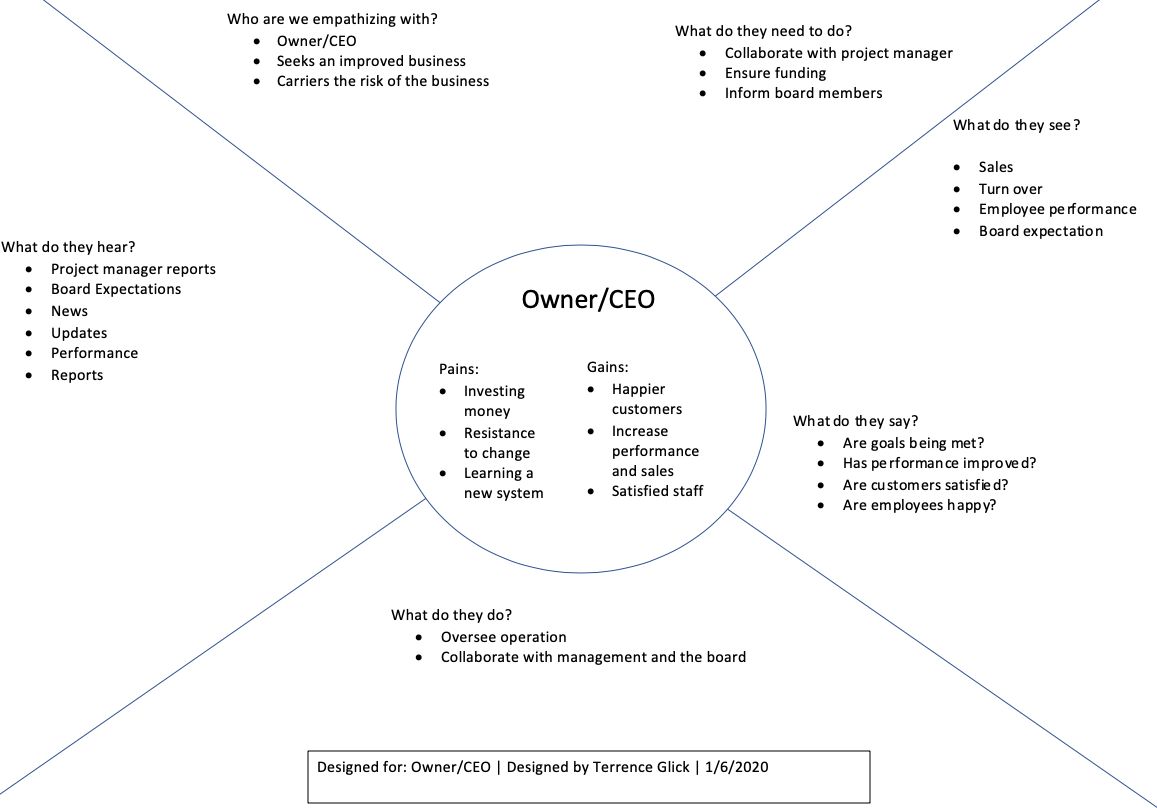 Who are we empathizing with?
• Owner/CEO
• Seeks an improved business
• Carriers the risk of the business
What do they need to do?
• Collaborate with project manager
• Ensure funding
• Inform board members
What do they see?
• Sales
• Turn over
• Employee performance
• Board expectation
What do they hear?
• Project manager reports
• Board Expectations
• News
• Updates
• Performance
• Reports
Owner/CEO
Pains:
• Investing
money
• Resistance
to change
• Learning a
new system
Gains:
• Happier
customers
• Increase
performance
and sales
• Satisfied staff
What do they say?
• Are goals being met?
• Has performance improved?
• Are customers satisfied?
• Are employees happy?
What do they do?
• Oversee operation
• Collaborate with management and the board
Designed for: Owner/CEO | Designed by Terrence Glick | 1/6/2020